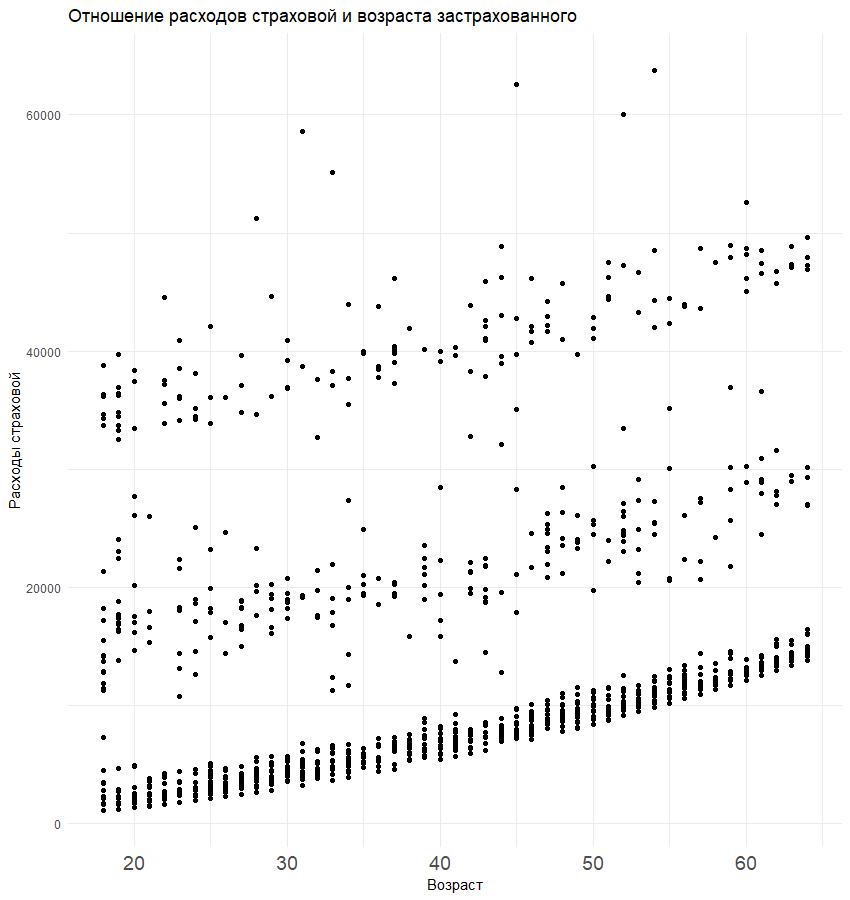 Отношение расходов страховой и возраста застрахованного
60000
40000
20000
0
Расходы страховой
20 30 40 50 60
Возраст